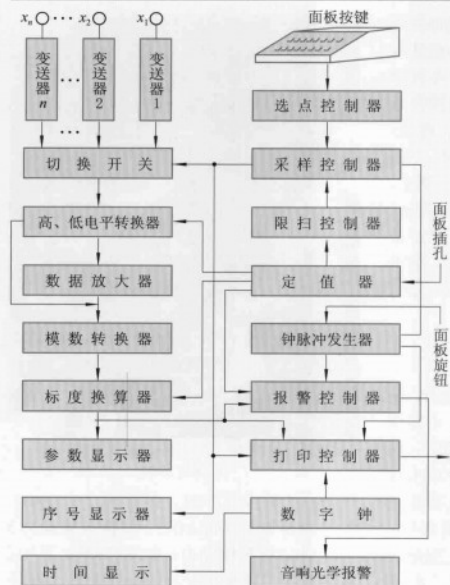 xₙ ··· x₂ x₁
变送器n ··· 变送器2 变送器1
···
切换开关
高、低电平转换器
数据放大器
模数转换器
标度换算器
参数显示器
序号显示器
时间显示
面板按键
选点控制器
采样控制器
限扫控制器
定值器
钟脉冲发生器
报警控制器
打印控制器
数字钟
音响光学报警
面板插孔
面板旋钮